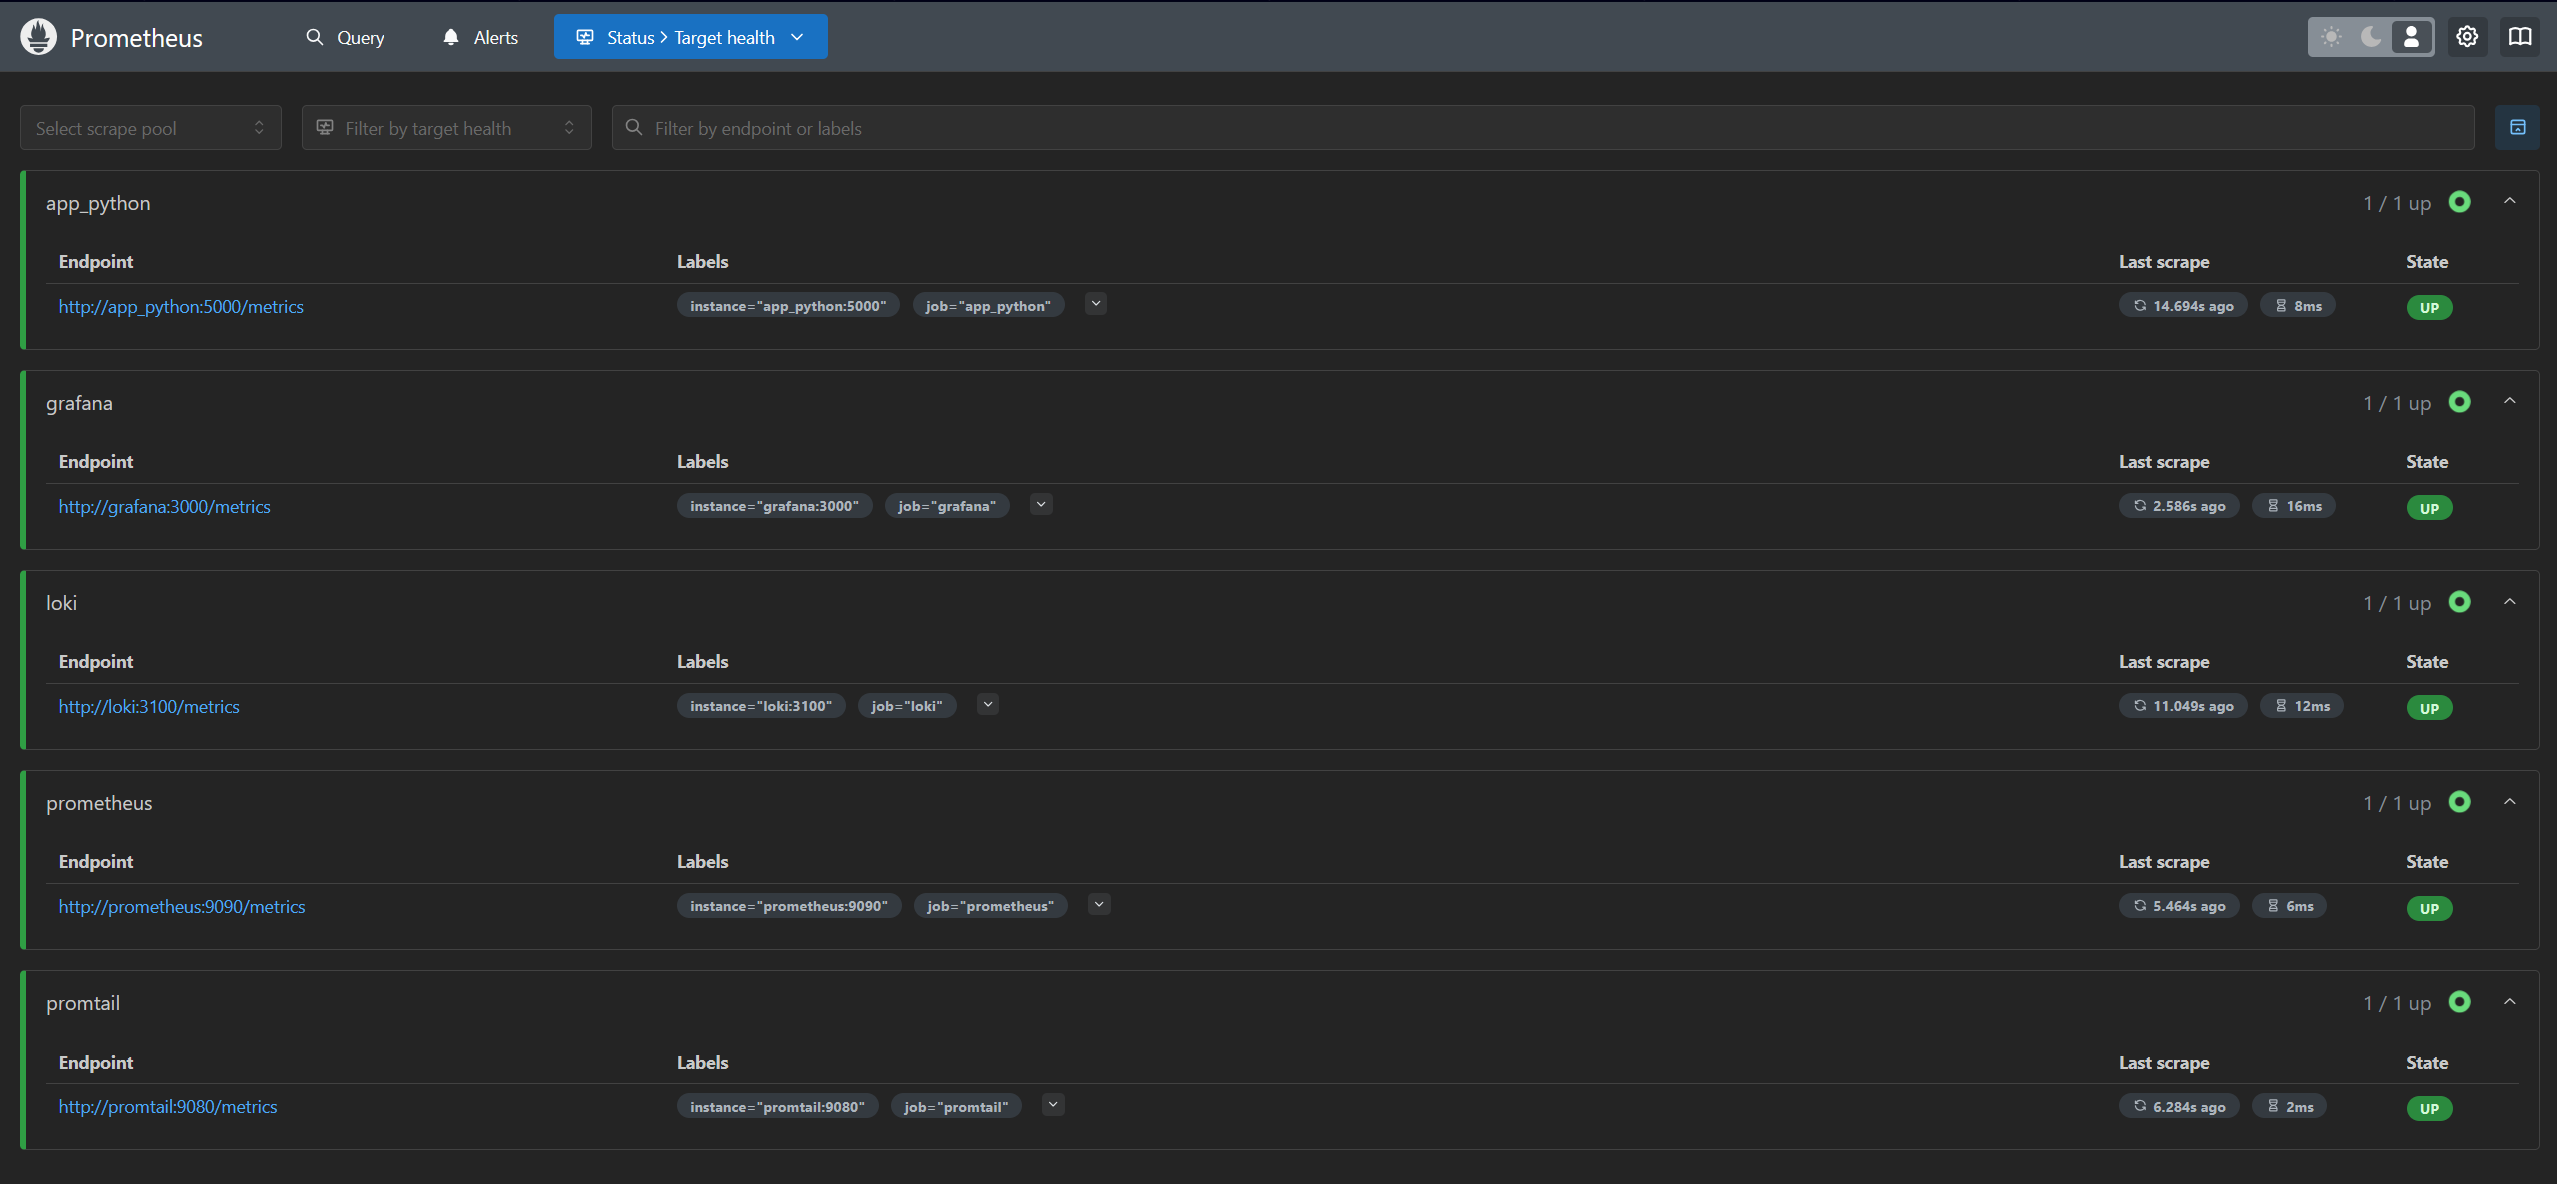 Prometheus Query Alerts Status > Target health
Select scrape pool Filter by target health Filter by endpoint or labels
app_python 1 / 1 up
Endpoint Labels Last scrape State
http://app_python:5000/metrics instance="app_python:5000" job="app_python" 14.694s ago 8ms UP
grafana 1 / 1 up
Endpoint Labels Last scrape State
http://grafana:3000/metrics instance="grafana:3000" job="grafana" 2.586s ago 16ms UP
loki 1 / 1 up
Endpoint Labels Last scrape State
http://loki:3100/metrics instance="loki:3100" job="loki" 11.049s ago 12ms UP
prometheus 1 / 1 up
Endpoint Labels Last scrape State
http://prometheus:9090/metrics instance="prometheus:9090" job="prometheus" 5.464s ago 6ms UP
promtail 1 / 1 up
Endpoint Labels Last scrape State
http://promtail:9080/metrics instance="promtail:9080" job="promtail" 6.284s ago 2ms UP